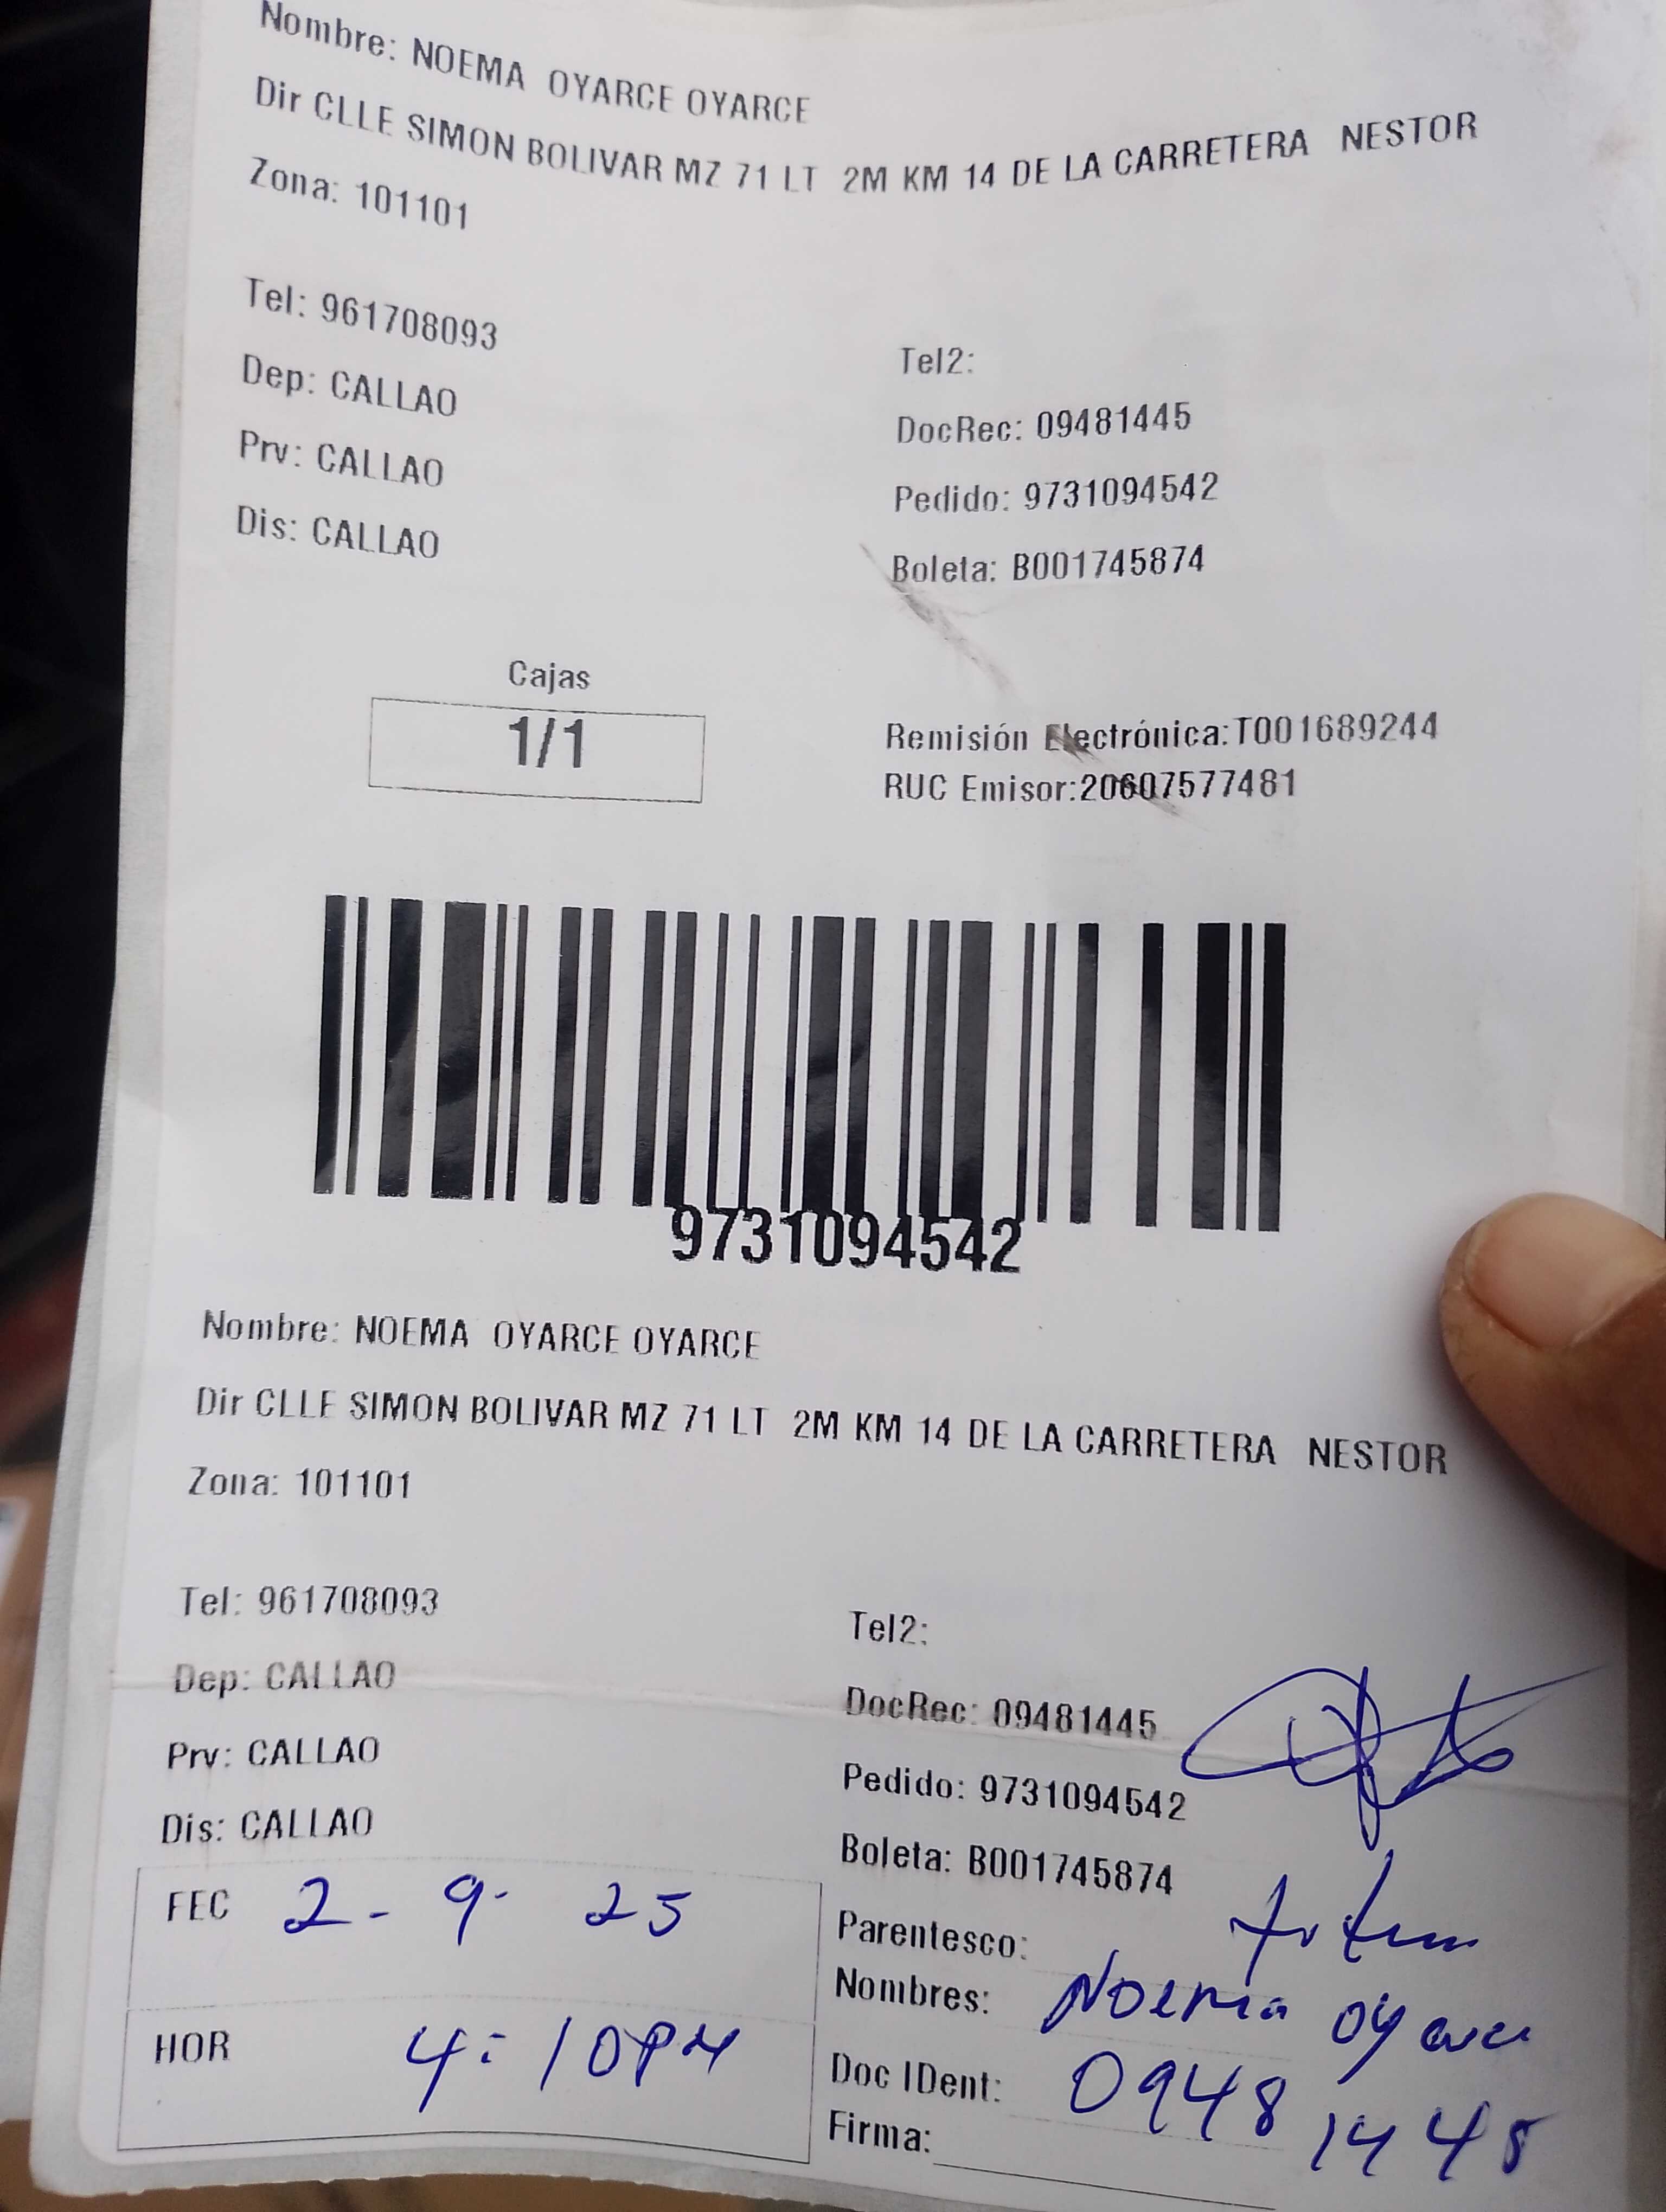 Nombre: NOEMA OYARCE OYARCE
Dir CLLE SIMON BOLIVAR MZ 71 LT 2M KM 14 DE LA CARRETERA NESTOR
Zona: 101101
Tel: 961708093
Tel2:
Dep: CALLAO
DocRec: 09481445
Prv: CALLAO
Pedido: 9731094542
Dis: CALLAO
Boleta: B001745874
Cajas
1/1
Remisión Electrónica:T001689244
RUC Emisor:20607577481
9731094542
Nombre: NOEMA OYARCE OYARCE
Dir CLLE SIMON BOLIVAR MZ 71 LT 2M KM 14 DE LA CARRETERA NESTOR
Zona: 101101
Tel: 961708093
Tel2:
Dep: CALLAO
DocRec: 09481445
Prv: CALLAO
Pedido: 9731094542
Dis: CALLAO
Boleta: B001745874
FEC 2-9-25
Parentesco:
Nombres: Noema oyarce
HOR 4:10PM
Doc IDent: 09481445
Firma: